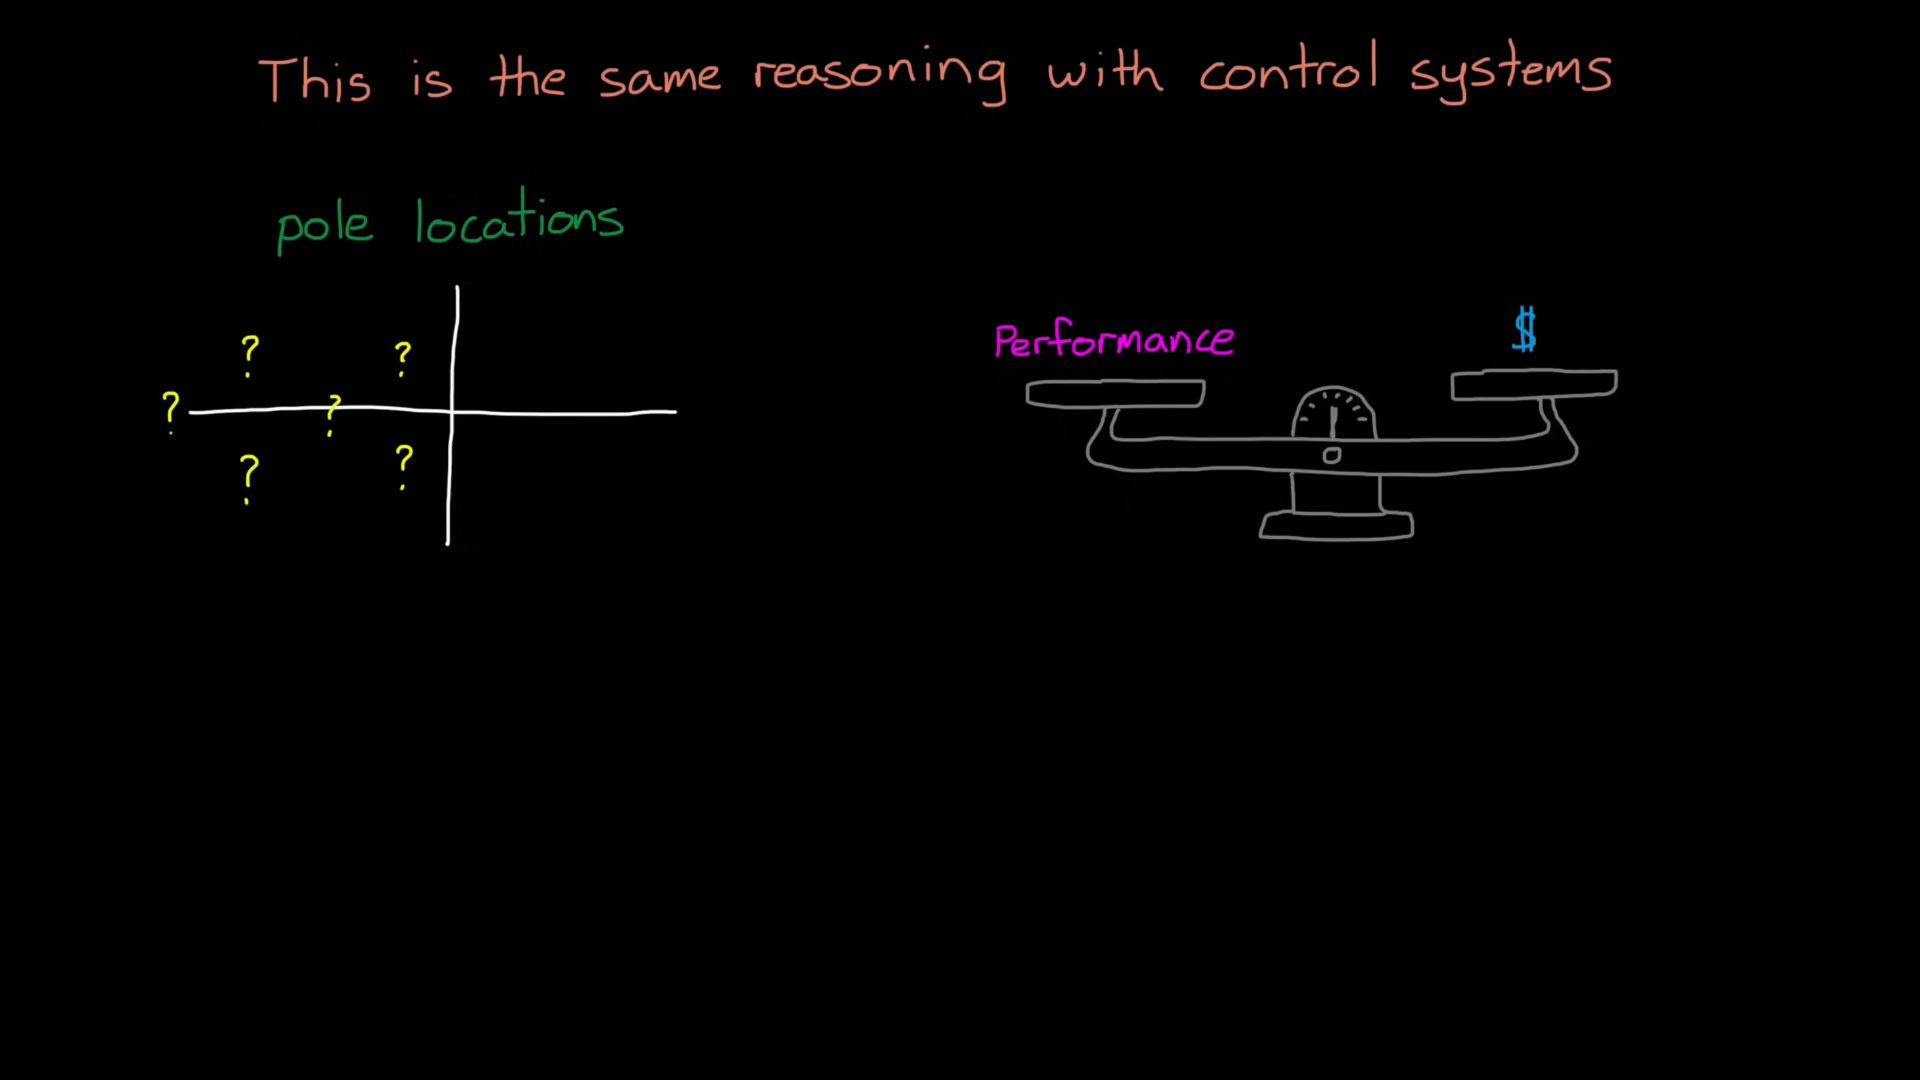 This is the same reasoning with control systems
pole locations
? ?
? ?
? ?
Performance $